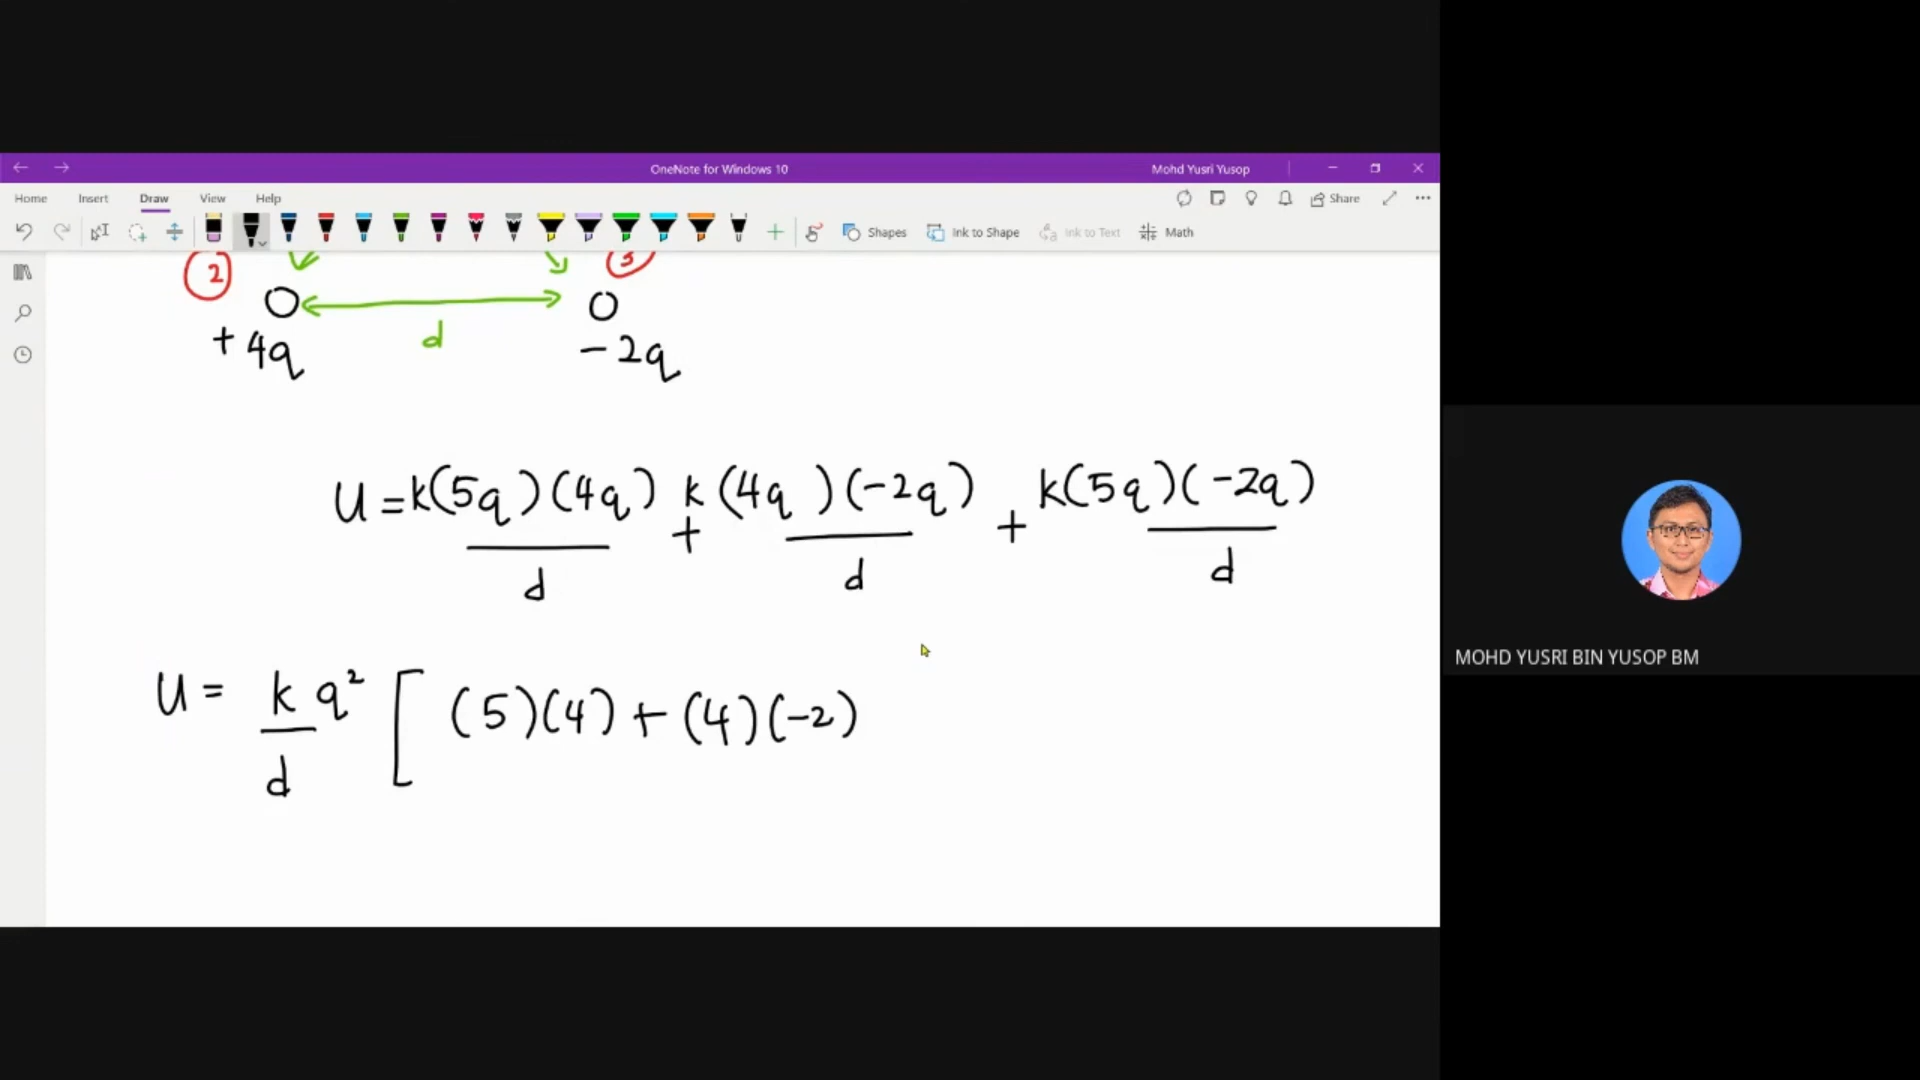 OneNote for Windows 10
Mohd Yusri Yusop
Home Insert Draw View Help
Share
Shapes Ink to Shape Ink to Text Math
2 3
d
+4q -2q
U = k(5q)(4q)/d + k(4q)(-2q)/d + k(5q)(-2q)/d
U = k/d q² [ (5)(4) + (4)(-2)
MOHD YUSRI BIN YUSOP BM